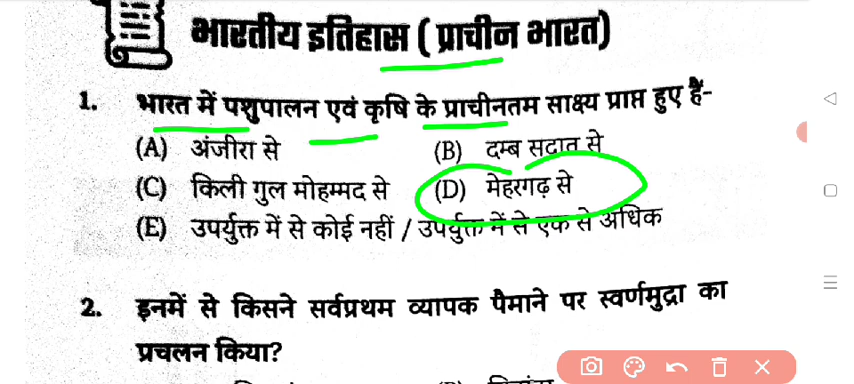 भारतीय इतिहास ( प्राचीन भारत)
1. भारत में पशुपालन एवं कृषि के प्राचीनतम साक्ष्य प्राप्त हुए हैं-
(A) अंजीरा से (B) दम्ब सदात से
(C) किली गुल मोहम्मद से (D) मेहरगढ़ से
(E) उपर्युक्त में से कोई नहीं / उपर्युक्त में से एक से अधिक
2. इनमें से किसने सर्वप्रथम व्यापक पैमाने पर स्वर्णमुद्रा का
प्रचलन किया?